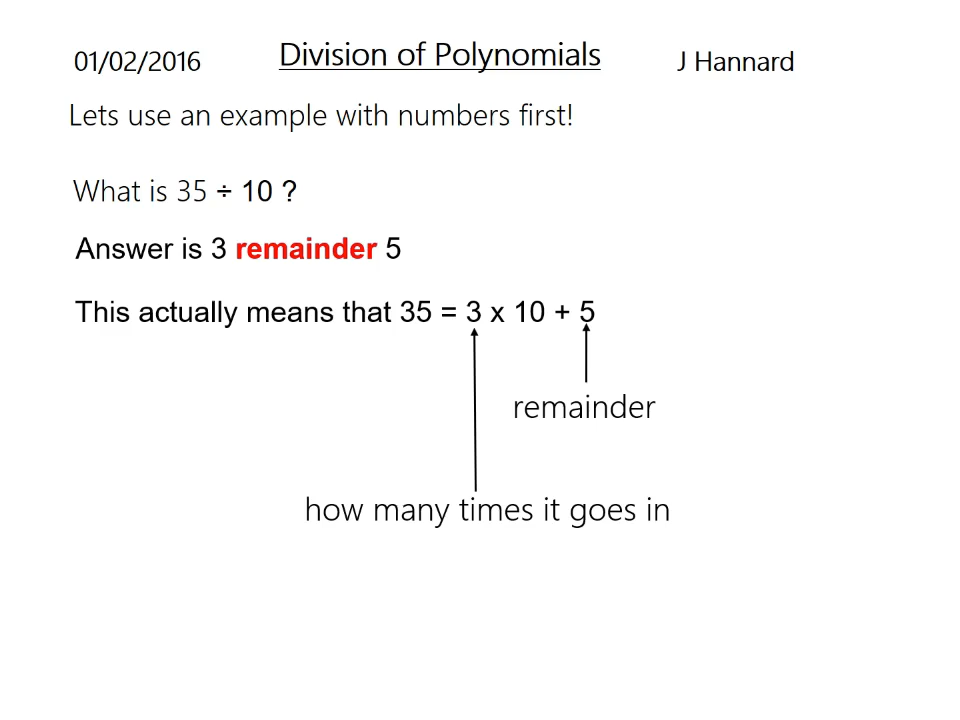 01/02/2016 Division of Polynomials J Hannard
Lets use an example with numbers first!
What is 35 ÷ 10 ?
Answer is 3 remainder 5
This actually means that 35 = 3 x 10 + 5
remainder
how many times it goes in